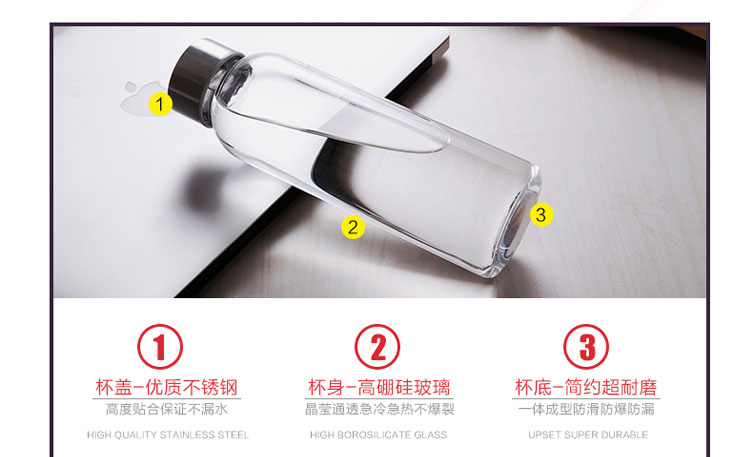 1
2
3
1
2
3
杯盖-优质不锈钢
杯身-高硼硅玻璃
杯底-简约超耐磨
高度贴合保证不漏水
晶莹通透急冷急热不爆裂
一体成型防滑防爆防漏
HIGH QUALITY STAINLESS STEEL
HIGH BOROSILICATE GLASS
UPSET SUPER DURABLE